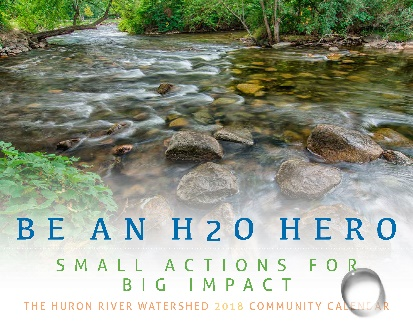 BE AN H2O HERO
SMALL ACTIONS FOR
BIG IMPACT
THE HURON RIVER WATERSHED 2018 COMMUNITY CALENDAR